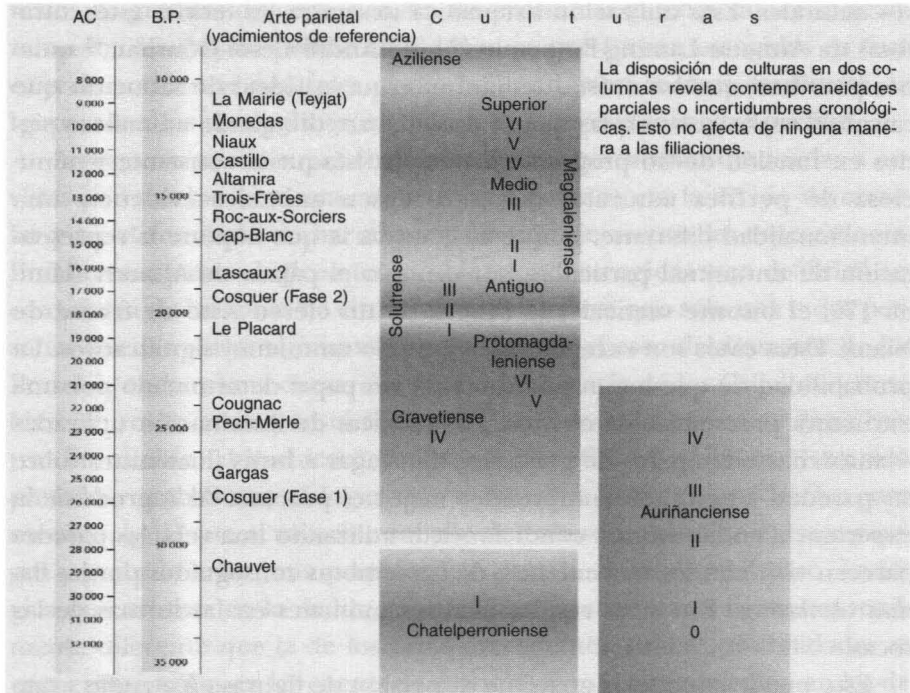 AC
B.P.
Arte parietal
(yacimientos de referencia)
C u l t u r a s
8 000
9 000
10 000
11 000
12 000
13 000
14 000
15 000
16 000
17 000
18 000
19 000
20 000
21 000
22 000
23 000
24 000
25 000
26 000
27 000
28 000
29 000
30 000
31 000
32 000
10 000
15 000
20 000
25 000
30 000
35 000
La Mairie (Teyjat)
Monedas
Niaux
Castillo
Altamira
Trois-Frères
Roc-aux-Sorciers
Cap-Blanc
Lascaux?
Cosquer (Fase 2)
Le Placard
Cougnac
Pech-Merle
Gargas
Cosquer (Fase 1)
Chauvet
Aziliense
Superior
VI
V
IV
Medio
III
II
I
Antiguo
Magdaleniense
Solutrense
III
II
I
Protomagda-
leniense
VI
V
Gravetiense
IV
I
Chatelperroniense
IV
III
Auriñanciense
II
I
0
La disposición de culturas en dos co-
lumnas revela contemporaneidades
parciales o incertidumbres cronológi-
cas. Esto no afecta de ninguna mane-
ra a las filiaciones.